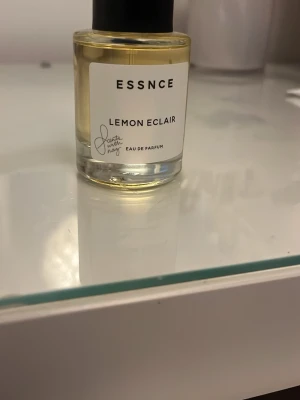 ESSNCE
LEMON ECLAIR
EAU DE PARFUM